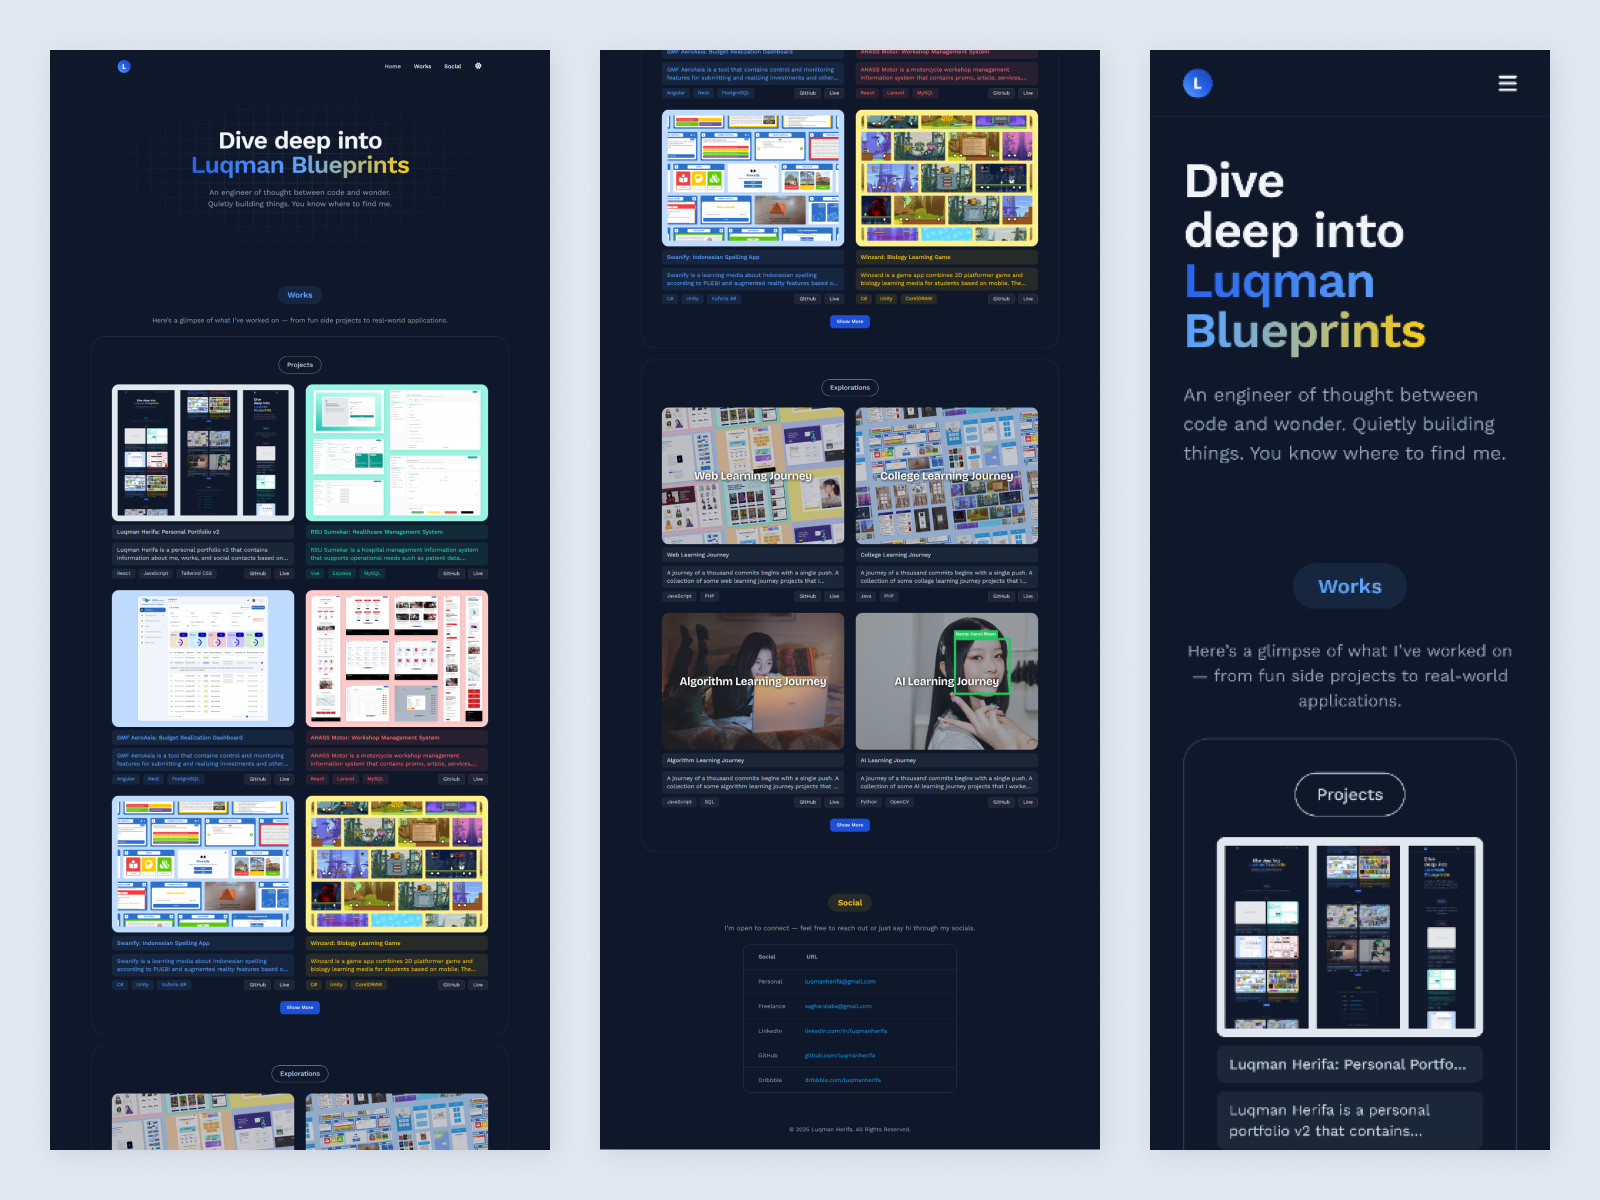 L
Home Works Social
Dive deep into
Luqman Blueprints
An engineer of thought between code and wonder.
Quietly building things. You know where to find me.
Works
Here's a glimpse of what I've worked on — from fun side projects to real-world applications.
Projects
Luqman Herifa: Personal Portfolio v2
Luqman Herifa is a personal portfolio v2 that contains
information about me, works, and social contacts based on...
React JavaScript Tailwind CSS GitHub Live
RSU Sumekar: Healthcare Management System
RSU Sumekar is a hospital management information system
that supports operational needs such as patient data,...
Vue Express MySQL GitHub Live
GMF AeroAsia: Budget Realization Dashboard
GMF AeroAsia is a tool that contains control and monitoring
features for submitting and realizing investments and other...
Angular Nest PostgreSQL GitHub Live
AHASS Motor: Workshop Management System
AHASS Motor is a motorcycle workshop management
information system that contains promo, article, services,...
React Laravel MySQL GitHub Live
Swanify: Indonesian Spelling App
Swanify is a learning media about Indonesian spelling
according to PUEBI and augmented reality features based o...
C# Unity Vuforia AR GitHub Live
Winzard: Biology Learning Game
Winzard is a game app combines 2D platformer game and
biology learning media for students based on mobile. The...
C# Unity CorelDRAW GitHub Live
Show More
Explorations
GMF AeroAsia: Budget Realization Dashboard
GMF AeroAsia is a tool that contains control and monitoring
features for submitting and realizing investments and other...
Angular Nest PostgreSQL GitHub Live
AHASS Motor: Workshop Management System
AHASS Motor is a motorcycle workshop management
information system that contains promo, article, services,...
React Laravel MySQL GitHub Live
Swanify: Indonesian Spelling App
Swanify is a learning media about Indonesian spelling
according to PUEBI and augmented reality features based o...
C# Unity Vuforia AR GitHub Live
Winzard: Biology Learning Game
Winzard is a game app combines 2D platformer game and
biology learning media for students based on mobile. The...
C# Unity CorelDRAW GitHub Live
Show More
Explorations
Web Learning Journey
Web Learning Journey
A journey of a thousand commits begins with a single push. A
collection of some web learning journey projects that I...
JavaScript PHP
College Learning Journey
College Learning Journey
A journey of a thousand commits begins with a single push. A
collection of some college learning journey projects that I...
Java PHP GitHub Live
Algorithm Learning Journey
Algorithm Learning Journey
A journey of a thousand commits begins with a single push. A
collection of some algorithm learning journey projects that ...
JavaScript SQL GitHub Live
Name: Hanni Pham
AI Learning Journey
AI Learning Journey
A journey of a thousand commits begins with a single push. A
collection of some AI learning journey projects that I worke...
Python OpenCV GitHub Live
Show More
Social
I'm open to connect — feel free to reach out or just say hi through my socials.
Social URL
Personal luqmanherifa@gmail.com
Freelance sagharalabs@gmail.com
LinkedIn linkedin.com/in/luqmanherifa
GitHub github.com/luqmanherifa
Dribbble dribbble.com/luqmanherifa
© 2025 Luqman Herifa. All Rights Reserved.
L
Dive
deep into
Luqman
Blueprints
An engineer of thought between
code and wonder. Quietly building
things. You know where to find me.
Works
Here's a glimpse of what I've worked on
— from fun side projects to real-world
applications.
Projects
Luqman Herifa: Personal Portfo...
Luqman Herifa is a personal
portfolio v2 that contains...